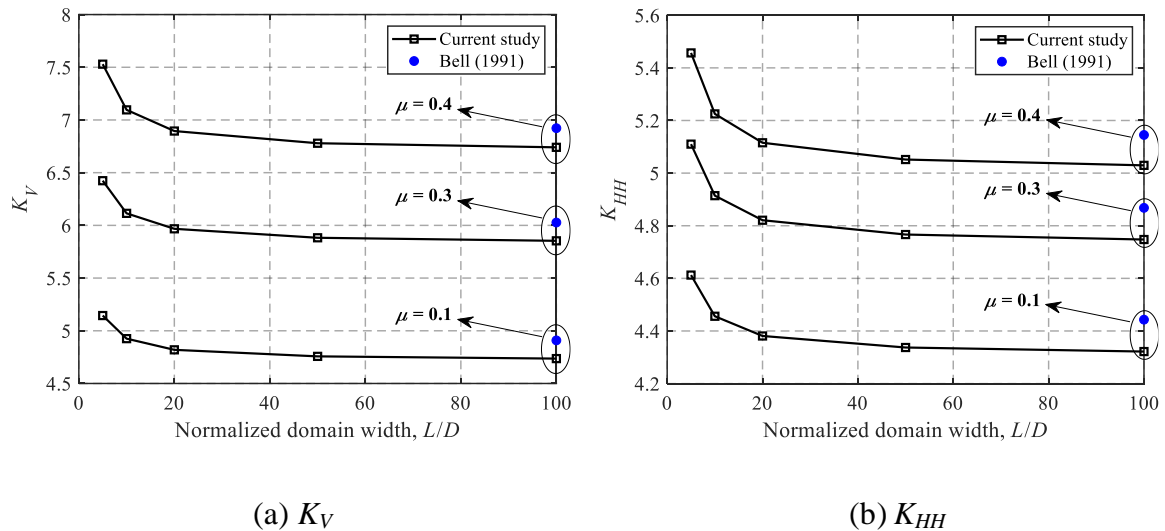 8
7.5
7
6.5
6
5.5
5
4.5
K_V
0
20
40
60
80
100
Normalized domain width, L/D
Current study
Bell (1991)
μ = 0.4
μ = 0.3
μ = 0.1
(a) K_V
5.6
5.4
5.2
5
4.8
4.6
4.4
4.2
K_HH
0
20
40
60
80
100
Normalized domain width, L/D
Current study
Bell (1991)
μ = 0.4
μ = 0.3
μ = 0.1
(b) K_HH